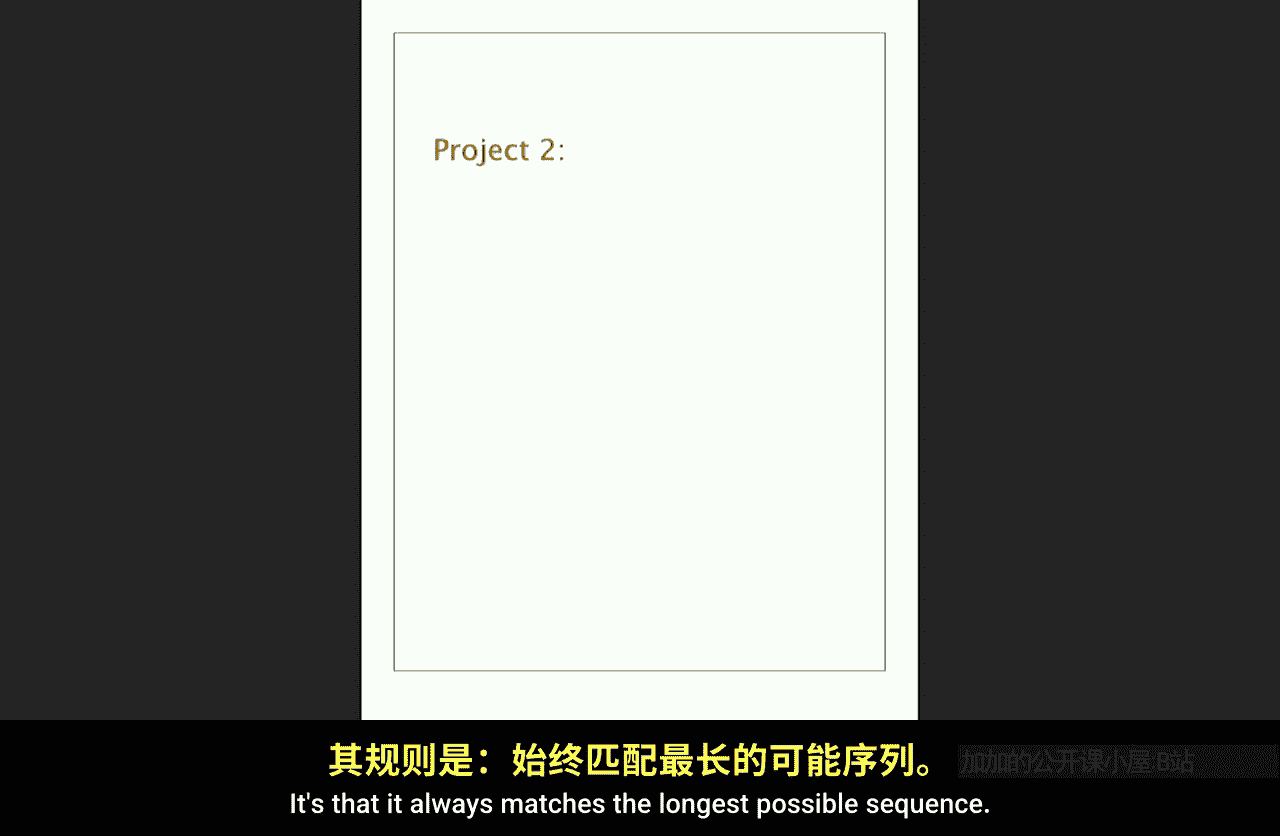 Project 2:
其规则是：始终匹配最长的可能序列。
加加的公开课小屋 B站
It's that it always matches the longest possible sequence.